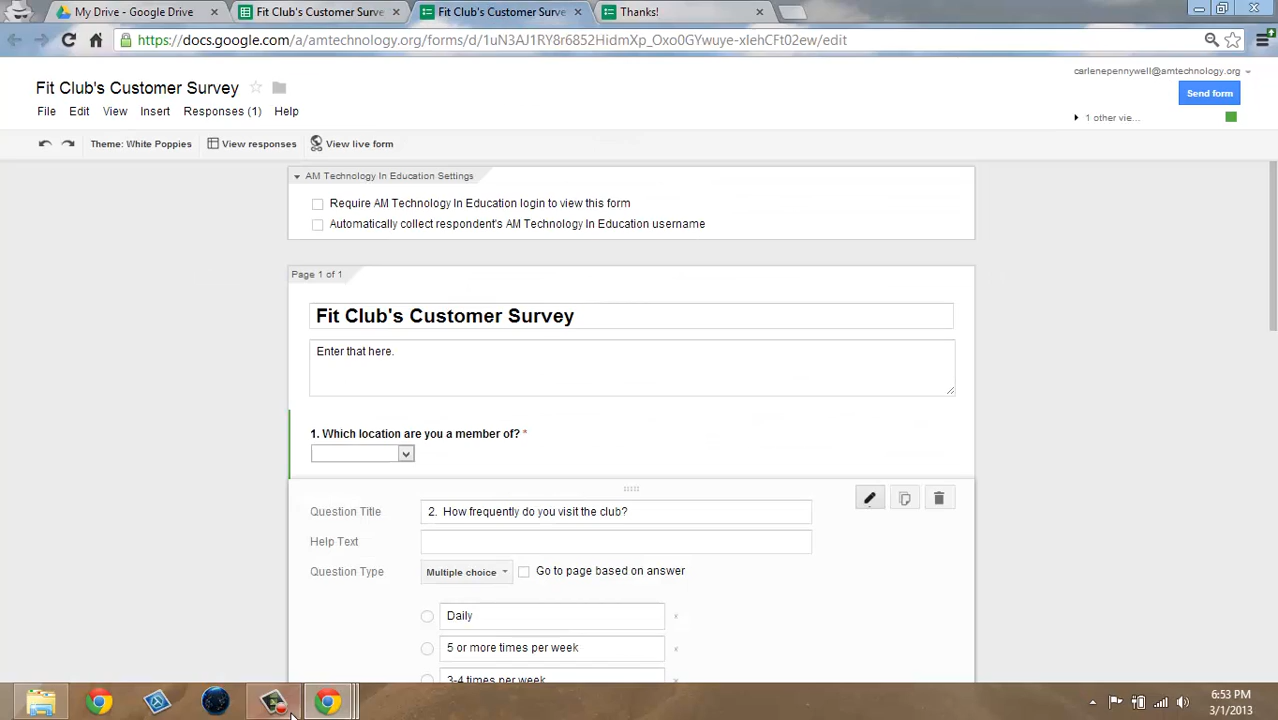 My Drive - Google Drive
Fit Club's Customer Surve
Fit Club's Customer Surve
Thanks!
https://docs.google.com/a/amtechnology.org/forms/d/1uN3AJ1RY8r6852HidmXp_Oxo0GYwuye-xlehCFt02ew/edit
Fit Club's Customer Survey
carlenepennywell@amtechnology.org
Send form
File Edit View Insert Responses (1) Help
1 other vie...
Theme: White Poppies View responses View live form
AM Technology In Education Settings
Require AM Technology In Education login to view this form
Automatically collect respondent's AM Technology In Education username
Page 1 of 1
Fit Club's Customer Survey
Enter that here.
1. Which location are you a member of? *
Question Title 2. How frequently do you visit the club?
Help Text
Question Type Multiple choice Go to page based on answer
Daily
5 or more times per week
3-4 times per week
6:53 PM
3/1/2013